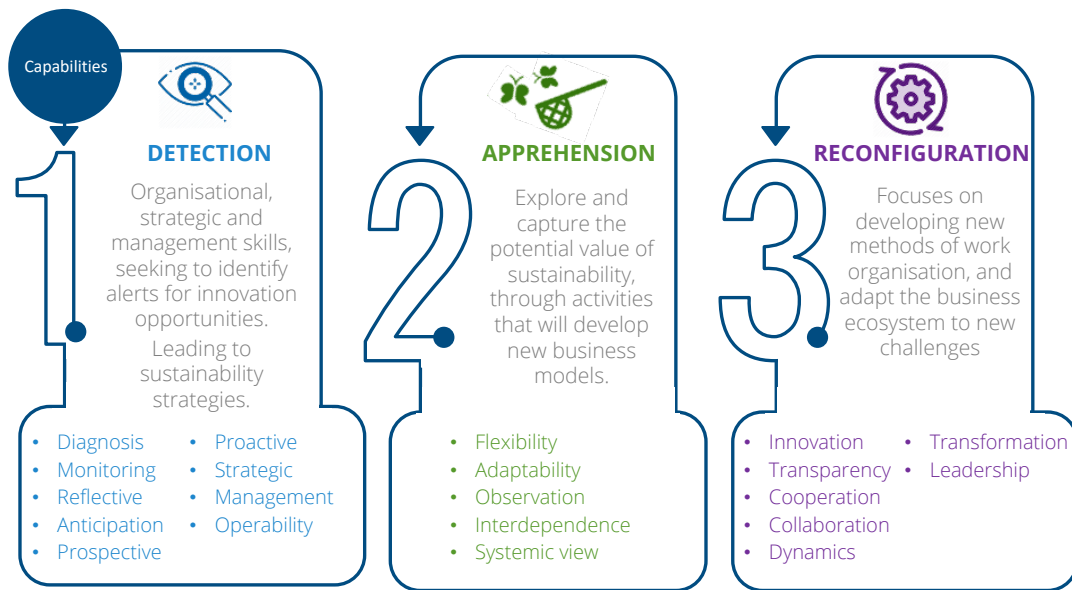 Capabilities
1
DETECTION
Organisational,
strategic and
management skills,
seeking to identify
alerts for innovation
opportunities.
Leading to
sustainability
strategies.
• Diagnosis
• Monitoring
• Reflective
• Anticipation
• Prospective
• Proactive
• Strategic
• Management
• Operability
2
APPREHENSION
Explore and
capture the
potential value of
sustainability,
through activities
that will develop
new business
models.
• Flexibility
• Adaptability
• Observation
• Interdependence
• Systemic view
3
RECONFIGURATION
Focuses on
developing new
methods of work
organisation, and
adapt the business
ecosystem to new
challenges
• Innovation
• Transparency
• Cooperation
• Collaboration
• Dynamics
• Transformation
• Leadership